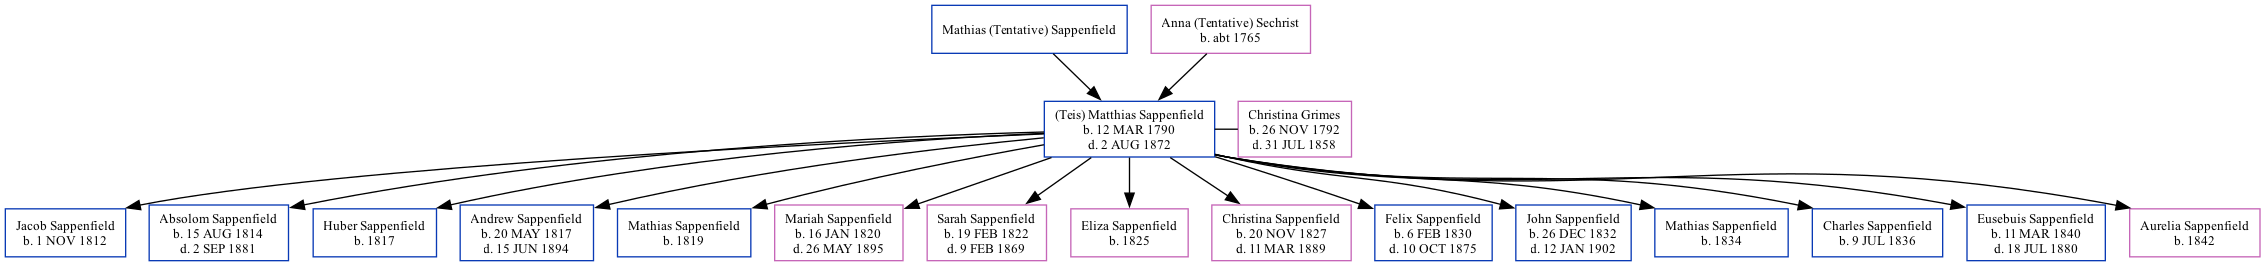 Mathias (Tentative) Sappenfield
Anna (Tentative) Sechrist
b. abt 1765
(Teis) Matthias Sappenfield
b. 12 MAR 1790
d. 2 AUG 1872
Christina Grimes
b. 26 NOV 1792
d. 31 JUL 1858
Jacob Sappenfield
b. 1 NOV 1812
Absolom Sappenfield
b. 15 AUG 1814
d. 2 SEP 1881
Huber Sappenfield
b. 1817
Andrew Sappenfield
b. 20 MAY 1817
d. 15 JUN 1894
Mathias Sappenfield
b. 1819
Mariah Sappenfield
b. 16 JAN 1820
d. 26 MAY 1895
Sarah Sappenfield
b. 19 FEB 1822
d. 9 FEB 1869
Eliza Sappenfield
b. 1825
Christina Sappenfield
b. 20 NOV 1827
d. 11 MAR 1889
Felix Sappenfield
b. 6 FEB 1830
d. 10 OCT 1875
John Sappenfield
b. 26 DEC 1832
d. 12 JAN 1902
Mathias Sappenfield
b. 1834
Charles Sappenfield
b. 9 JUL 1836
Eusebuis Sappenfield
b. 11 MAR 1840
d. 18 JUL 1880
Aurelia Sappenfield
b. 1842